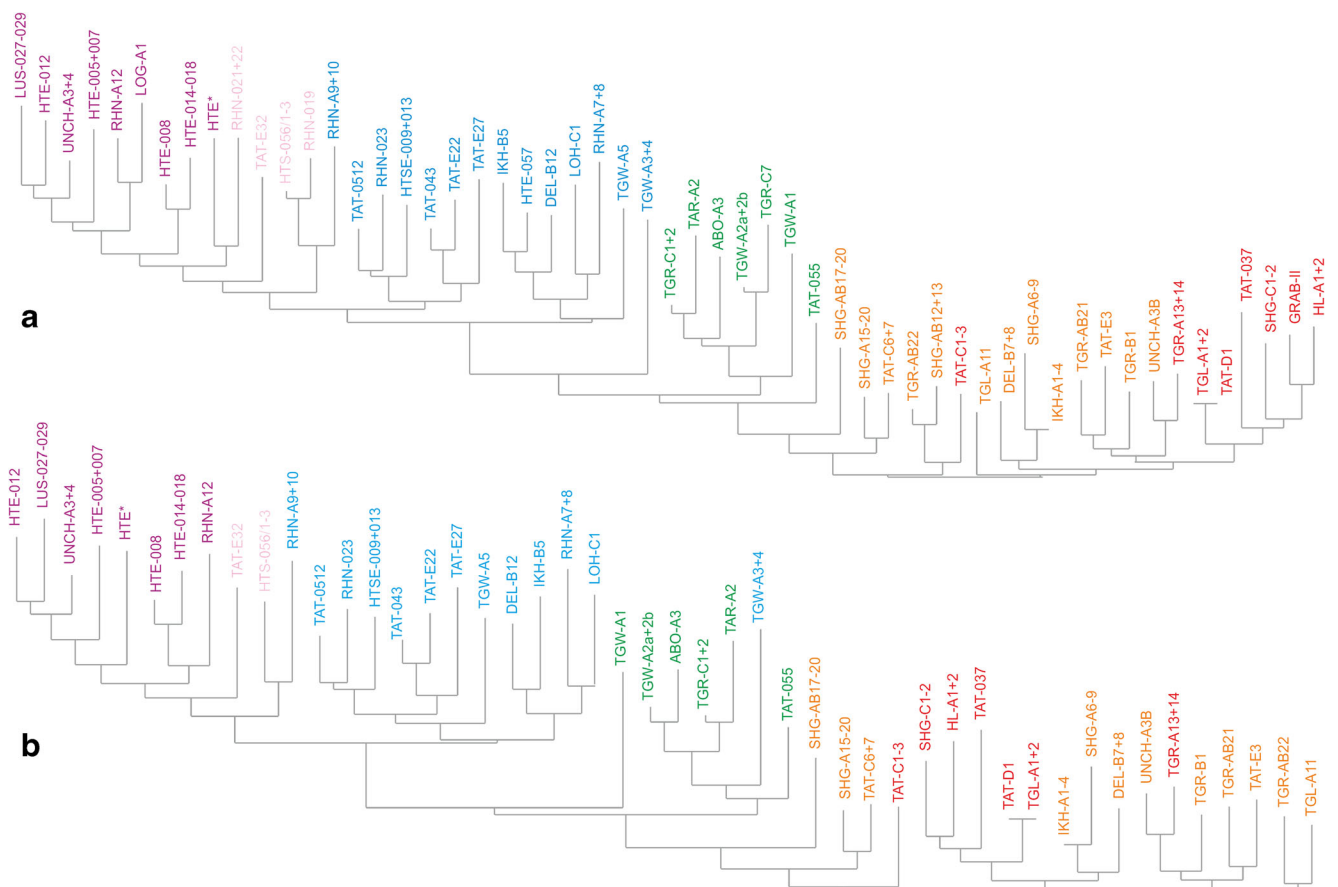 LUS-027-029
HTE-012
UNCH-A3+4
HTE-005+007
RHN-A12
LOG-A1
HTE-008
HTE-014-018
HTE*
RHN-021+22
TAT-E32
HTS-056/1-3
RHN-019
RHN-A9+10
TAT-0512
RHN-023
HTSE-009+013
TAT-043
TAT-E22
TAT-E27
IKH-B5
HTE-057
DEL-B12
LOH-C1
RHN-A7+8
TGW-A5
TGW-A3+4
TGR-C1+2
TAR-A2
ABO-A3
TGW-A2a+2b
TGR-C7
TGW-A1
TAT-055
SHG-AB17-20
SHG-A15-20
TAT-C6+7
TGR-AB22
SHG-AB12+13
TAT-C1-3
TGL-A11
DEL-B7+8
SHG-A6-9
IKH-A1-4
TGR-AB21
TAT-E3
TGR-B1
UNCH-A3B
TGR-A13+14
TGL-A1+2
TAT-D1
TAT-037
SHG-C1-2
GRAB-II
HL-A1+2
a
HTE-012
LUS-027-029
UNCH-A3+4
HTE-005+007
HTE*
HTE-008
HTE-014-018
RHN-A12
TAT-E32
HTS-056/1-3
RHN-A9+10
TAT-0512
RHN-023
HTSE-009+013
TAT-043
TAT-E22
TAT-E27
TGW-A5
DEL-B12
IKH-B5
RHN-A7+8
LOH-C1
TGW-A1
TGW-A2a+2b
ABO-A3
TGR-C1+2
TAR-A2
TGW-A3+4
TAT-055
SHG-AB17-20
SHG-A15-20
TAT-C6+7
TAT-C1-3
SHG-C1-2
HL-A1+2
TAT-037
TAT-D1
TGL-A1+2
IKH-A1-4
SHG-A6-9
DEL-B7+8
UNCH-A3B
TGR-A13+14
TGR-B1
TGR-AB21
TAT-E3
TGR-AB22
TGL-A11
b